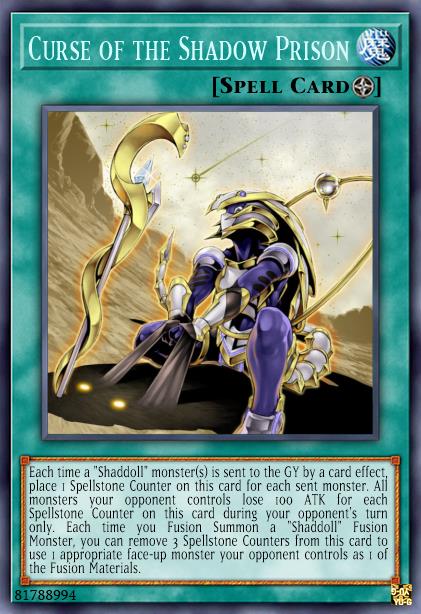 Curse of the Shadow Prison 魔
[Spell Card]
Each time a "Shaddoll" monster(s) is sent to the GY by a card effect,
place 1 Spellstone Counter on this card for each sent monster. All
monsters your opponent controls lose 100 ATK for each
Spellstone Counter on this card during your opponent's turn
only. Each time you Fusion Summon a "Shaddoll" Fusion
Monster, you can remove 3 Spellstone Counters from this card to
use 1 appropriate face-up monster your opponent controls as 1 of
the Fusion Materials.
81788994